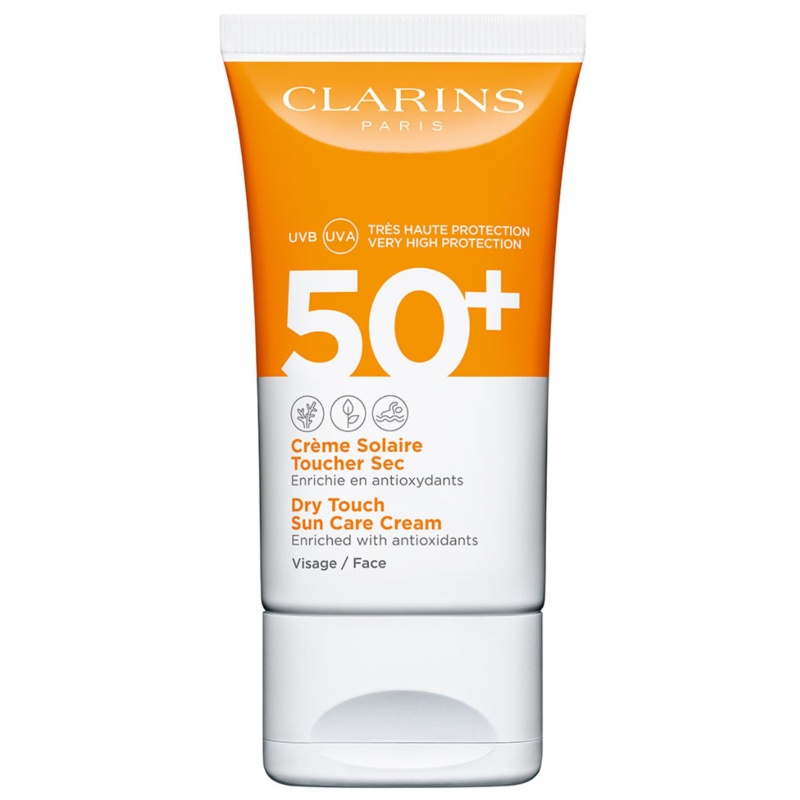 CLARINS
PARIS
UVB UVA TRÈS HAUTE PROTECTION
VERY HIGH PROTECTION
50+
Crème Solaire
Toucher Sec
Enrichie en antioxydants
Dry Touch
Sun Care Cream
Enriched with antioxidants
Visage / Face